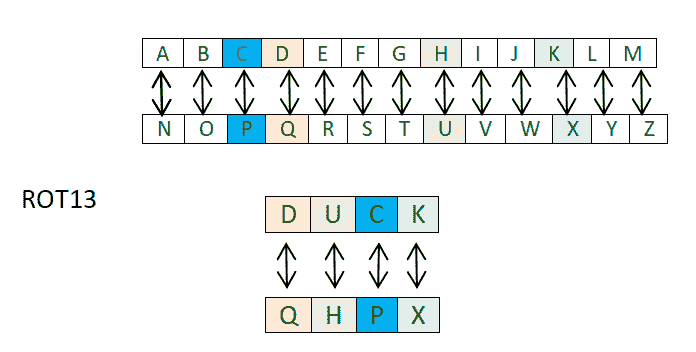 A B C D E F G H I J K L M
N O P Q R S T U V W X Y Z
ROT13
D U C K
Q H P X